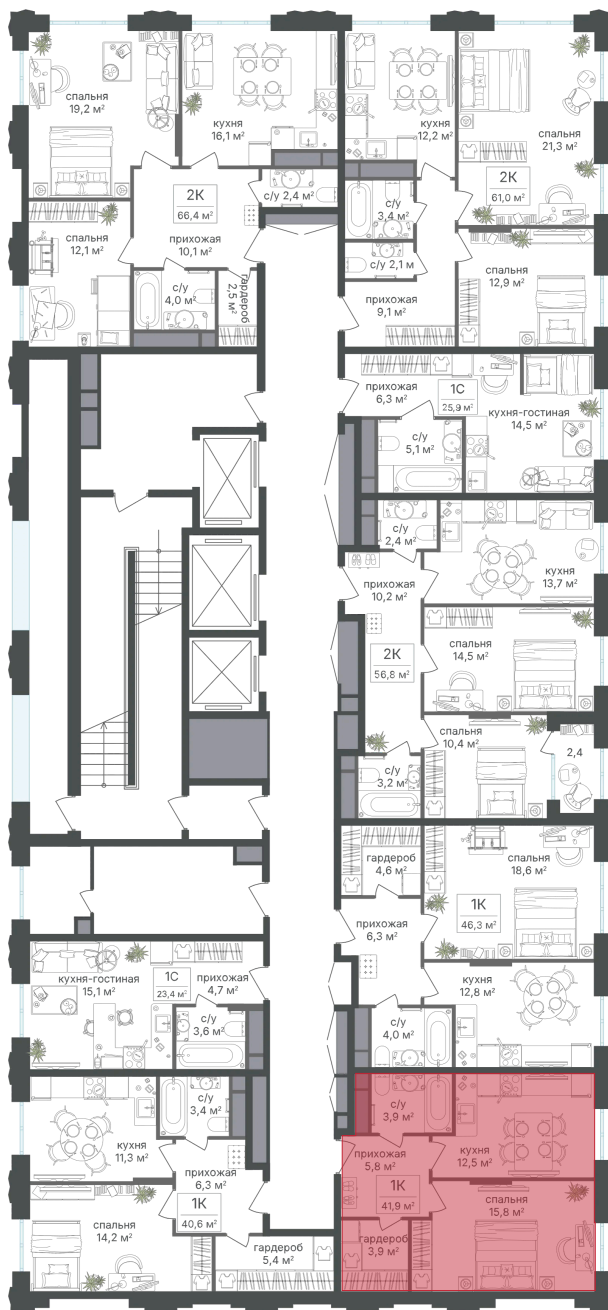 спальня
19,2 м²
кухня
16,1 м²
2К
66,4 м²
с/у 2,4 м²
прихожая
10,1 м²
спальня
12,1 м²
с/у
4,0 м²
гардероб
2,5 м²
кухня
12,2 м²
спальня
21,3 м²
2К
61,0 м²
с/у
3,4 м²
с/у 2,1 м
спальня
12,9 м²
прихожая
9,1 м²
прихожая
6,3 м²
1С
25,9 м²
кухня-гостиная
14,5 м²
с/у
5,1 м²
с/у
2,4 м²
кухня
13,7 м²
прихожая
10,2 м²
2К
56,8 м²
спальня
14,5 м²
спальня
10,4 м²
2,4
с/у
3,2 м²
гардероб
4,6 м²
18,6 м²
1К
46,3 м²
прихожая
6,3 м²
кухня
12,8 м²
с/у
4,0 м²
кухня-гостиная
15,1 м²
1С
23,4 м²
прихожая
4,7 м²
с/у
3,6 м²
с/у
3,4 м²
кухня
11,3 м²
прихожая
6,3 м²
1К
40,6 м²
спальня
14,2 м²
гардероб
5,4 м²
с/у
3,9 м²
прихожая
5,8 м²
кухня
12,5 м²
1К
41,9 м²
спальня
15,8 м²
гардероб
3,9 м²